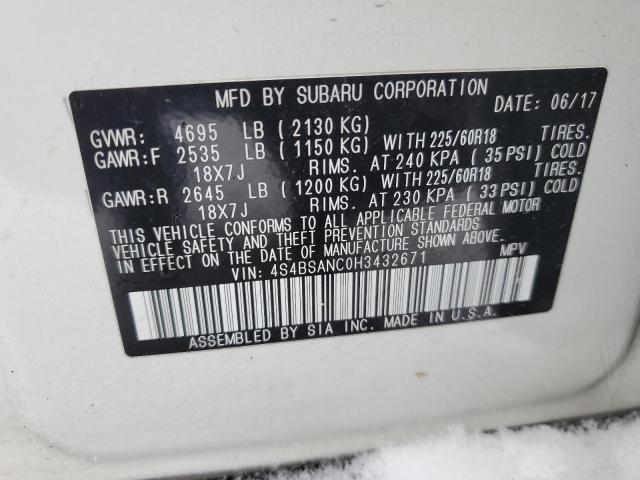 MFD BY SUBARU CORPORATION DATE: 06/17
GVWR: 4695 LB (2130 KG)
GAWR:F 2535 LB (1150 KG) WITH 225/60R18 TIRES.
18X7J RIMS. AT 240 KPA (35 PSI) COLD
GAWR:R 2645 LB (1200 KG) WITH 225/60R18 TIRES.
18X7J RIMS. AT 230 KPA (33 PSI) COLD
THIS VEHICLE CONFORMS TO ALL APPLICABLE FEDERAL MOTOR
VEHICLE SAFETY AND THEFT PREVENTION STANDARDS
IN EFFECT ON THE DATE OF MANUFACTURE SHOWN ABOVE.
VIN: 4S4BSANC0H3432671 MPV
ASSEMBLED BY SIA INC. MADE IN U.S.A.